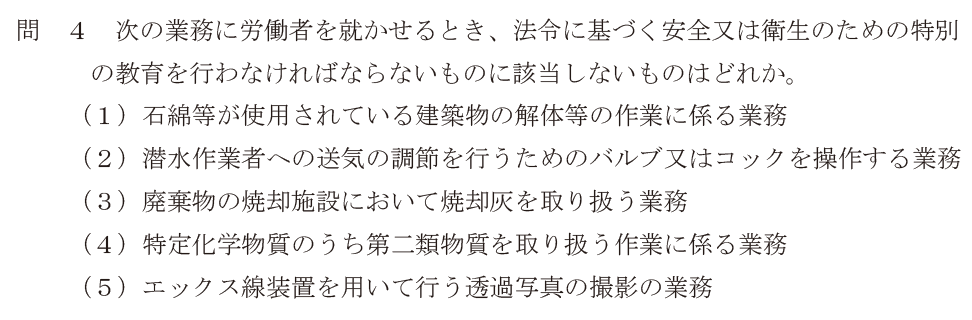 問　４　次の業務に労働者を就かせるとき、法令に基づく安全又は衛生のための特別
の教育を行わなければならないものに該当しないものはどれか。
（１）石綿等が使用されている建築物の解体等の作業に係る業務
（２）潜水作業者への送気の調節を行うためのバルブ又はコックを操作する業務
（３）廃棄物の焼却施設において焼却灰を取り扱う業務
（４）特定化学物質のうち第二類物質を取り扱う作業に係る業務
（５）エックス線装置を用いて行う透過写真の撮影の業務